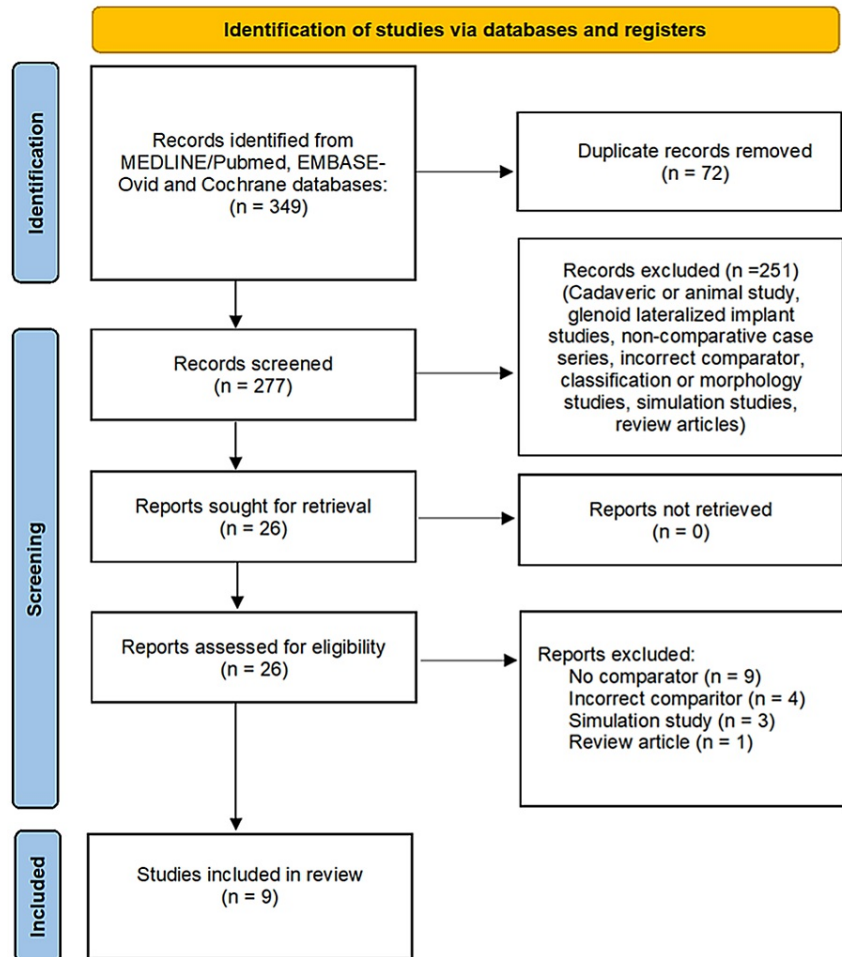 Identification of studies via databases and registers
Identification
Records identified from
MEDLINE/Pubmed, EMBASE-
Ovid and Cochrane databases:
(n = 349)
Duplicate records removed
(n = 72)
Screening
Records screened
(n = 277)
Records excluded (n =251)
(Cadaveric or animal study,
glenoid lateralized implant
studies, non-comparative case
series, incorrect comparator,
classification or morphology
studies, simulation studies,
review articles)
Reports sought for retrieval
(n = 26)
Reports not retrieved
(n = 0)
Reports assessed for eligibility
(n = 26)
Reports excluded:
No comparator (n = 9)
Incorrect comparitor (n = 4)
Simulation study (n = 3)
Review article (n = 1)
Included
Studies included in review
(n = 9)